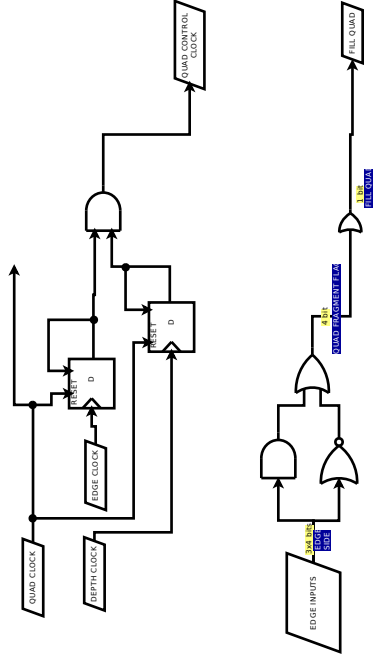 QUAD CONTROL
CLOCK
FILL QUAD
1 bit
FILL QUA
RESET
D
RESET
D
4 bit
QUAD FRAGMENT FLA
EDGE CLOCK
QUAD CLOCK
DEPTH CLOCK
3x4 bits
EDGE
SIDE
EDGE INPUTS